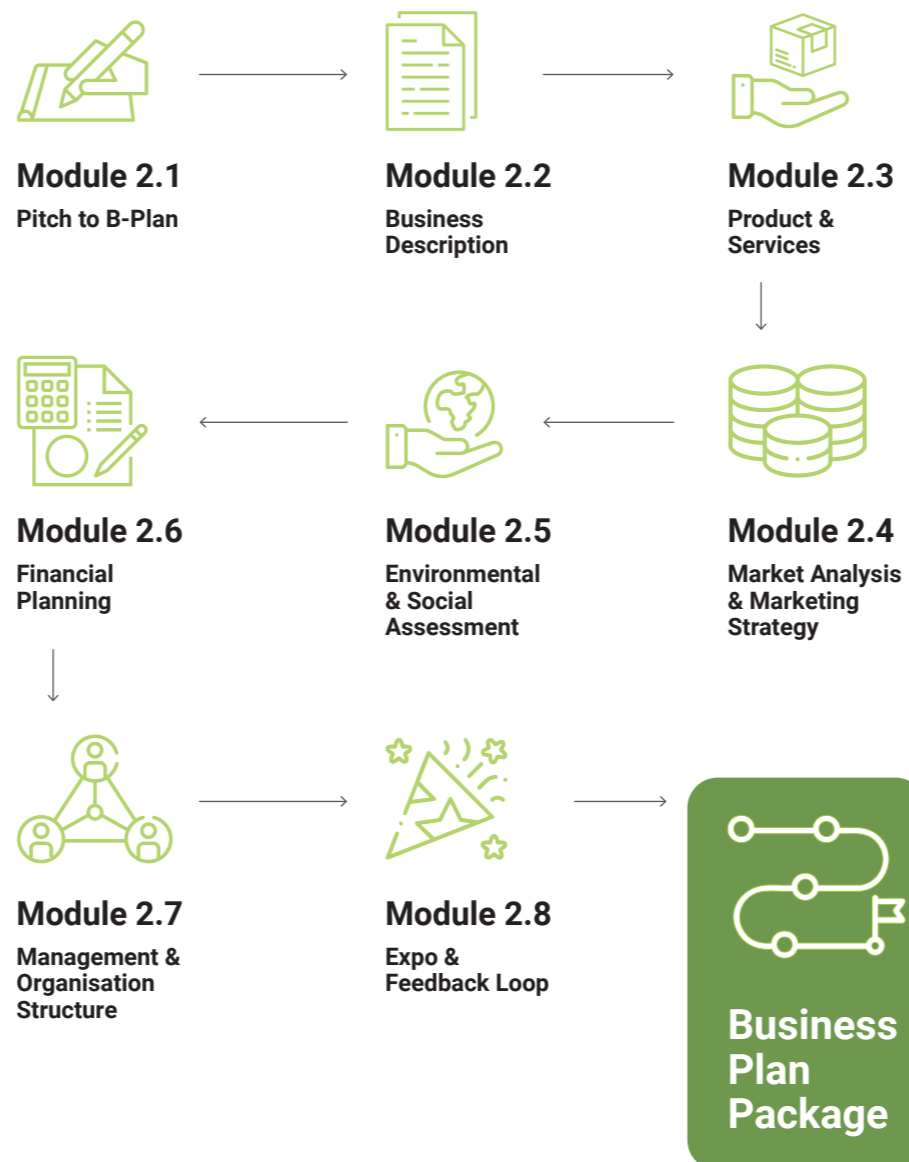 Module 2.1
Pitch to B-Plan
Module 2.2
Business
Description
Module 2.3
Product &
Services
Module 2.4
Market Analysis
& Marketing
Strategy
Module 2.5
Environmental
& Social
Assessment
Module 2.6
Financial
Planning
Module 2.7
Management &
Organisation
Structure
Module 2.8
Expo &
Feedback Loop
Business
Plan
Package